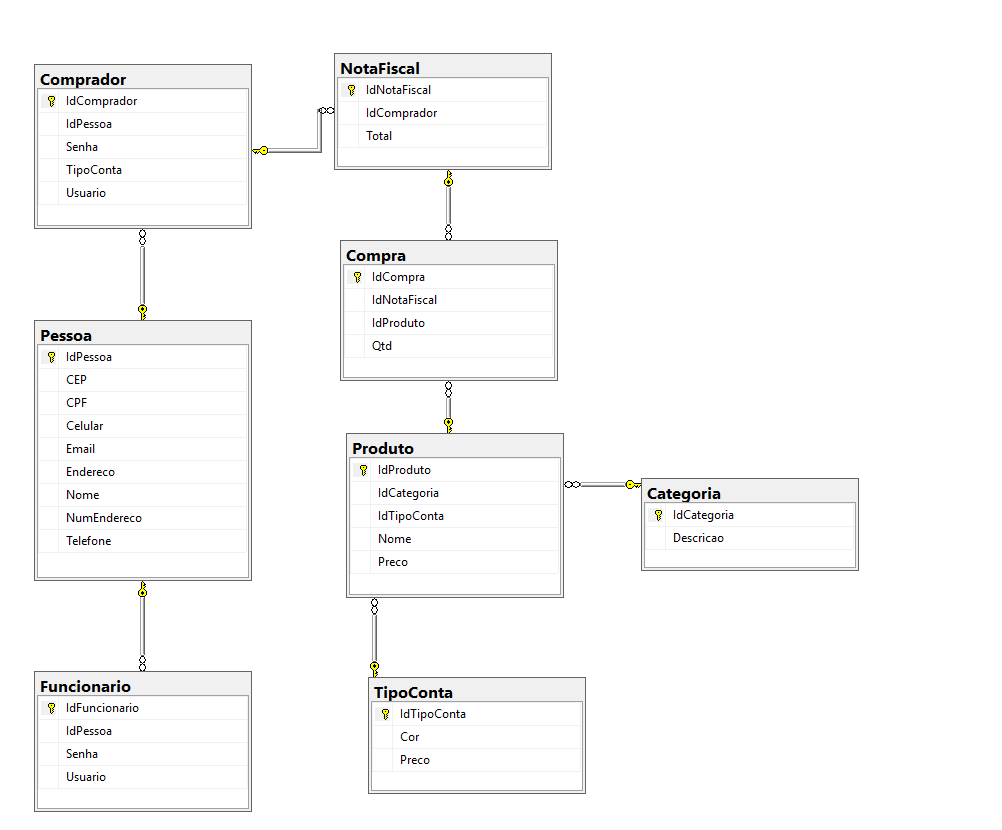 Comprador
IdComprador
IdPessoa
Senha
TipoConta
Usuario
NotaFiscal
IdNotaFiscal
IdComprador
Total
Compra
IdCompra
IdNotaFiscal
IdProduto
Qtd
Pessoa
IdPessoa
CEP
CPF
Celular
Email
Endereco
Nome
NumEndereco
Telefone
Produto
IdProduto
IdCategoria
IdTipoConta
Nome
Preco
Categoria
IdCategoria
Descricao
Funcionario
IdFuncionario
IdPessoa
Senha
Usuario
TipoConta
IdTipoConta
Cor
Preco